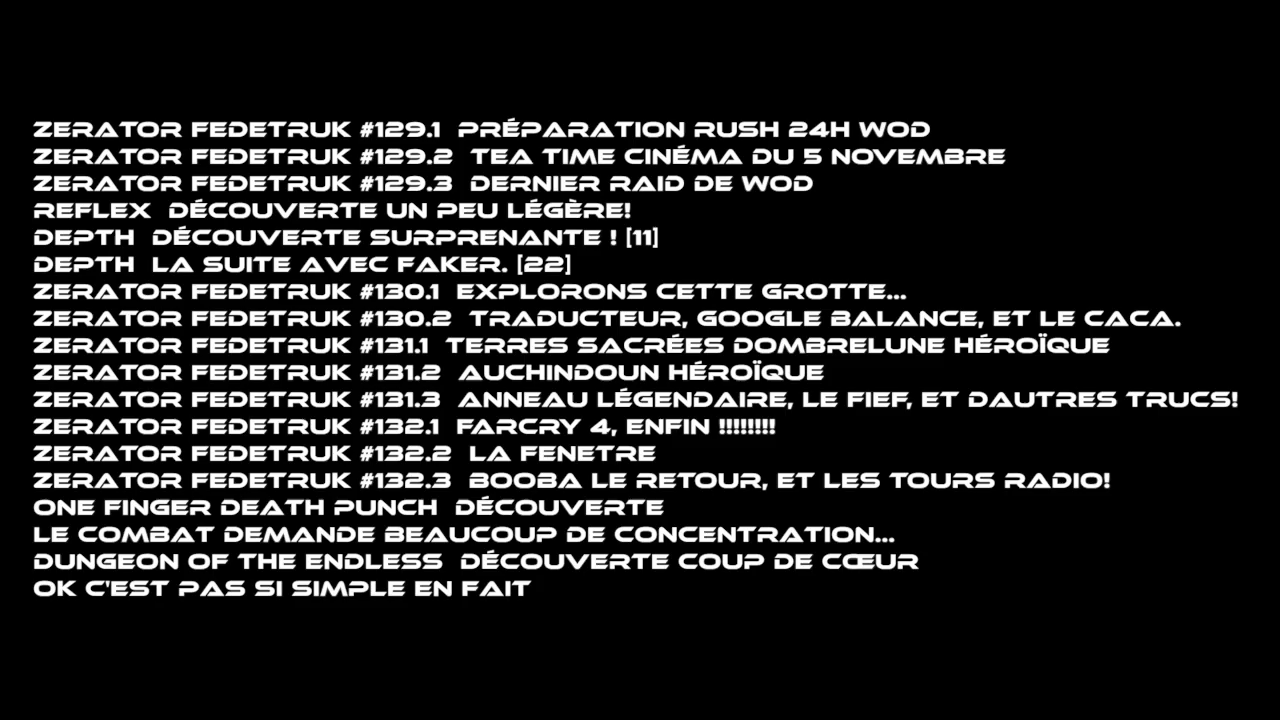 ZERATOR FEDETRUK #129.1  PRÉPARATION RUSH 24H WOD
ZERATOR FEDETRUK #129.2  TEA TIME CINÉMA DU 5 NOVEMBRE
ZERATOR FEDETRUK #129.3  DERNIER RAID DE WOD
REFLEX  DÉCOUVERTE UN PEU LÉGÈRE!
DEPTH  DÉCOUVERTE SURPRENANTE ! [11]
DEPTH  LA SUITE AVEC FAKER. [22]
ZERATOR FEDETRUK #130.1  EXPLORONS CETTE GROTTE...
ZERATOR FEDETRUK #130.2  TRADUCTEUR, GOOGLE BALANCE, ET LE CACA.
ZERATOR FEDETRUK #131.1  TERRES SACRÉES DOMBRELUNE HÉROÏQUE
ZERATOR FEDETRUK #131.2  AUCHINDOUN HÉROÏQUE
ZERATOR FEDETRUK #131.3  ANNEAU LÉGENDAIRE, LE FIEF, ET DAUTRES TRUCS!
ZERATOR FEDETRUK #132.1  FARCRY 4, ENFIN !!!!!!!!
ZERATOR FEDETRUK #132.2  LA FENETRE
ZERATOR FEDETRUK #132.3  BOOBA LE RETOUR, ET LES TOURS RADIO!
ONE FINGER DEATH PUNCH  DÉCOUVERTE
LE COMBAT DEMANDE BEAUCOUP DE CONCENTRATION...
DUNGEON OF THE ENDLESS  DÉCOUVERTE COUP DE CŒUR
OK C'EST PAS SI SIMPLE EN FAIT